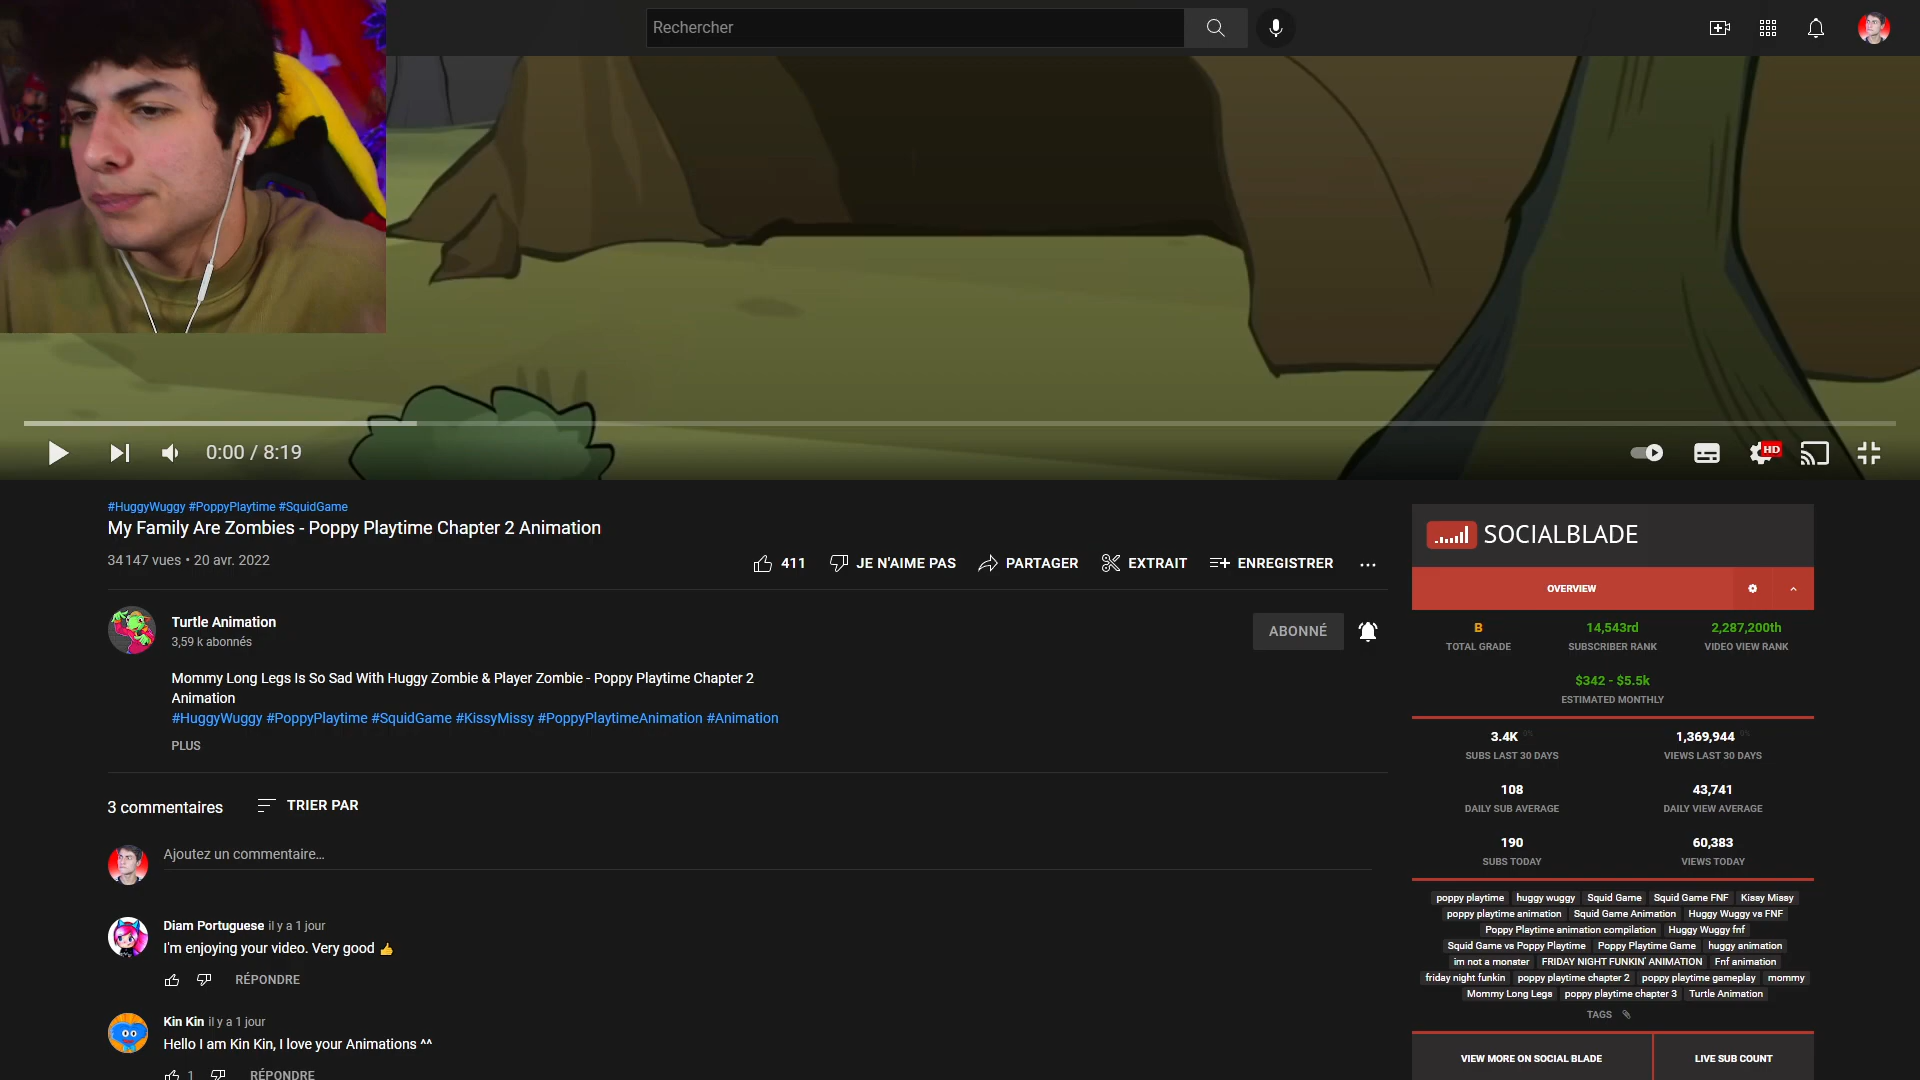 Rechercher
0:00 / 8:19
HD
#HuggyWuggy #PoppyPlaytime #SquidGame
My Family Are Zombies - Poppy Playtime Chapter 2 Animation
34 147 vues • 20 avr. 2022
411
JE N'AIME PAS
PARTAGER
EXTRAIT
ENREGISTRER
Turtle Animation
3,59 k abonnés
ABONNÉ
Mommy Long Legs Is So Sad With Huggy Zombie & Player Zombie - Poppy Playtime Chapter 2
Animation
#HuggyWuggy #PoppyPlaytime #SquidGame #KissyMissy #PoppyPlaytimeAnimation #Animation
PLUS
3 commentaires
TRIER PAR
Ajoutez un commentaire...
Diam Portuguese il y a 1 jour
I'm enjoying your video. Very good 👍
RÉPONDRE
Kin Kin il y a 1 jour
Hello I am Kin Kin, I love your Animations ^^
1
RÉPONDRE
SOCIALBLADE
OVERVIEW
B
14,543rd
2,287,200th
TOTAL GRADE
SUBSCRIBER RANK
VIDEO VIEW RANK
$342 - $5.5k
ESTIMATED MONTHLY
3.4K 0%
1,369,944 0%
SUBS LAST 30 DAYS
VIEWS LAST 30 DAYS
108
43,741
DAILY SUB AVERAGE
DAILY VIEW AVERAGE
190
60,383
SUBS TODAY
VIEWS TODAY
poppy playtime huggy wuggy Squid Game Squid Game FNF Kissy Missy
poppy playtime animation Squid Game Animation Huggy Wuggy vs FNF
Poppy Playtime animation compilation Huggy Wuggy fnf
Squid Game vs Poppy Playtime Poppy Playtime Game huggy animation
im not a monster FRIDAY NIGHT FUNKIN' ANIMATION Fnf animation
friday night funkin poppy playtime chapter 2 poppy playtime gameplay mommy
Mommy Long Legs poppy playtime chapter 3 Turtle Animation
TAGS
VIEW MORE ON SOCIAL BLADE
LIVE SUB COUNT